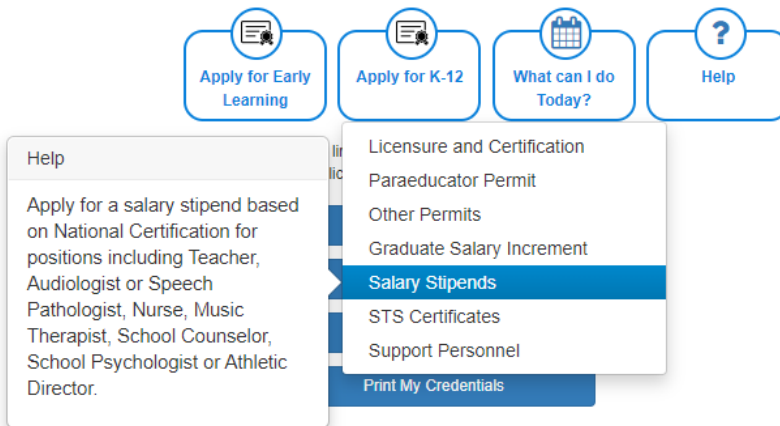 Apply for Early
Learning
Apply for K-12
What can I do
Today?
?
Help
Help
Apply for a salary stipend based
on National Certification for
positions including Teacher,
Audiologist or Speech
Pathologist, Nurse, Music
Therapist, School Counselor,
School Psychologist or Athletic
Director.
Licensure and Certification
Paraeducator Permit
Other Permits
Graduate Salary Increment
Salary Stipends
STS Certificates
Support Personnel
Print My Credentials